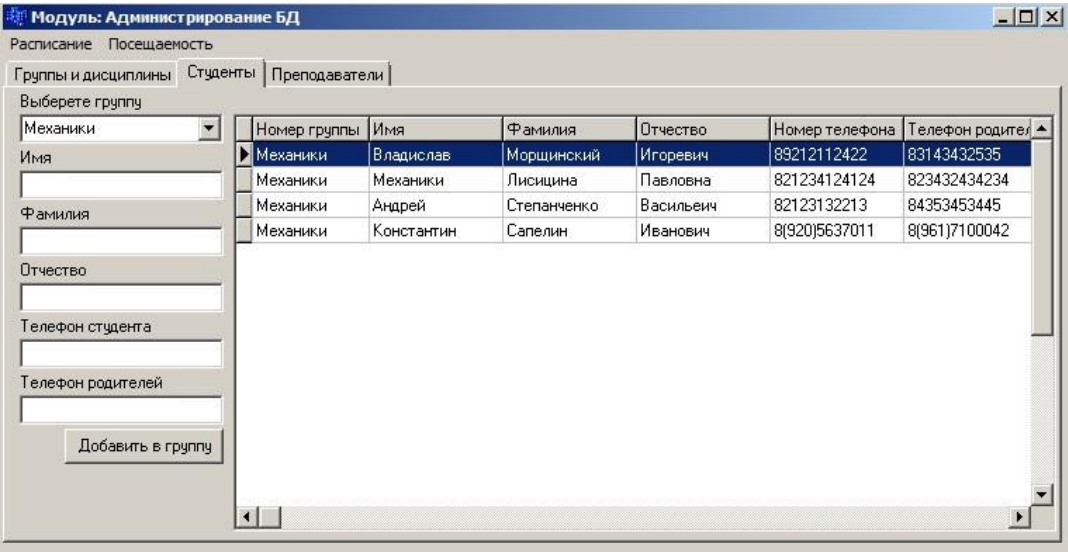 Модуль: Администрирование БД
Расписание Посещаемость
Группы и дисциплины Студенты Преподаватели
Выберете группу
Механики
Имя
Фамилия
Отчество
Телефон студента
Телефон родителей
Добавить в группу
Номер группы Имя Фамилия Отчество Номер телефона Телефон родител
Механики Владислав Морщинский Игоревич 89212112422 83143432535
Механики Механики Лисицина Павловна 821234124124 823432434234
Механики Андрей Степанченко Васильеич 82123132213 84353453445
Механики Константин Сапелин Иванович 8(920)5637011 8(961)7100042